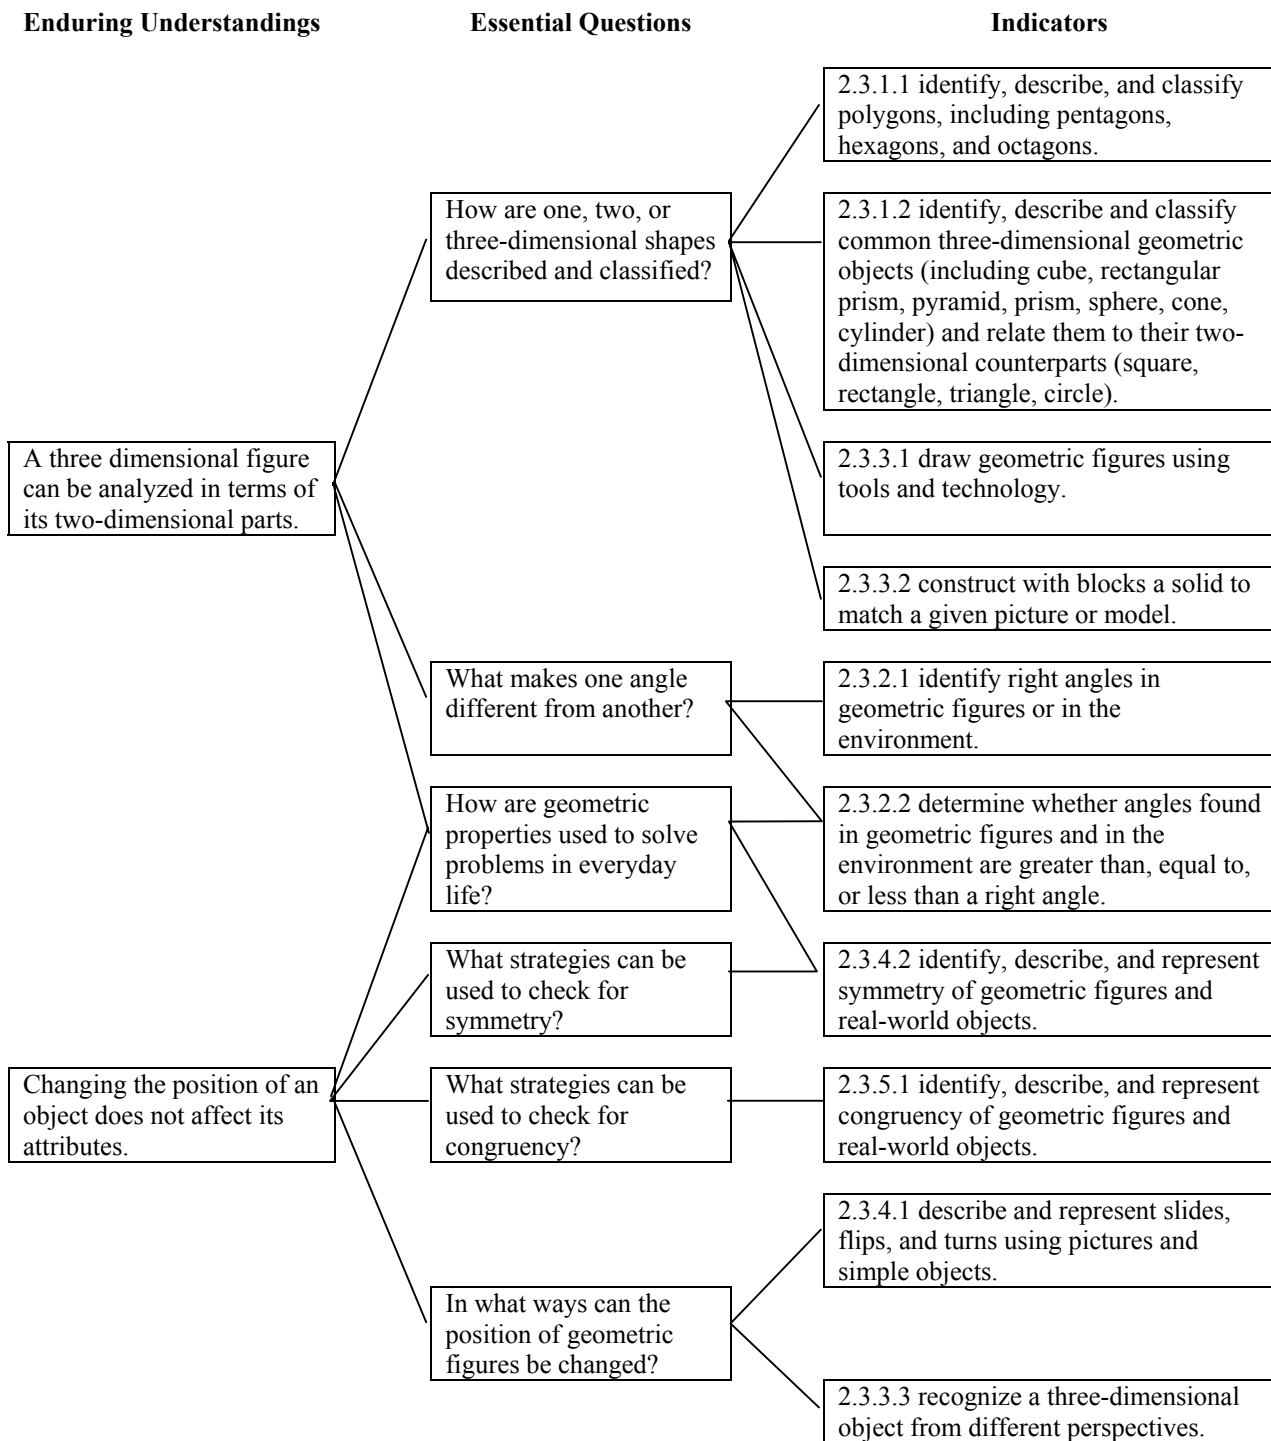 Enduring Understandings
Essential Questions
Indicators
2.3.1.1 identify, describe, and classify
polygons, including pentagons,
hexagons, and octagons.
How are one, two, or
three-dimensional shapes
described and classified?
2.3.1.2 identify, describe and classify
common three-dimensional geometric
objects (including cube, rectangular
prism, pyramid, prism, sphere, cone,
cylinder) and relate them to their two-
dimensional counterparts (square,
rectangle, triangle, circle).
A three dimensional figure
can be analyzed in terms of
its two-dimensional parts.
2.3.3.1 draw geometric figures using
tools and technology.
2.3.3.2 construct with blocks a solid to
match a given picture or model.
What makes one angle
different from another?
2.3.2.1 identify right angles in
geometric figures or in the
environment.
How are geometric
properties used to solve
problems in everyday
life?
2.3.2.2 determine whether angles found
in geometric figures and in the
environment are greater than, equal to,
or less than a right angle.
What strategies can be
used to check for
symmetry?
2.3.4.2 identify, describe, and represent
symmetry of geometric figures and
real-world objects.
Changing the position of an
object does not affect its
attributes.
What strategies can be
used to check for
congruency?
2.3.5.1 identify, describe, and represent
congruency of geometric figures and
real-world objects.
2.3.4.1 describe and represent slides,
flips, and turns using pictures and
simple objects.
In what ways can the
position of geometric
figures be changed?
2.3.3.3 recognize a three-dimensional
object from different perspectives.